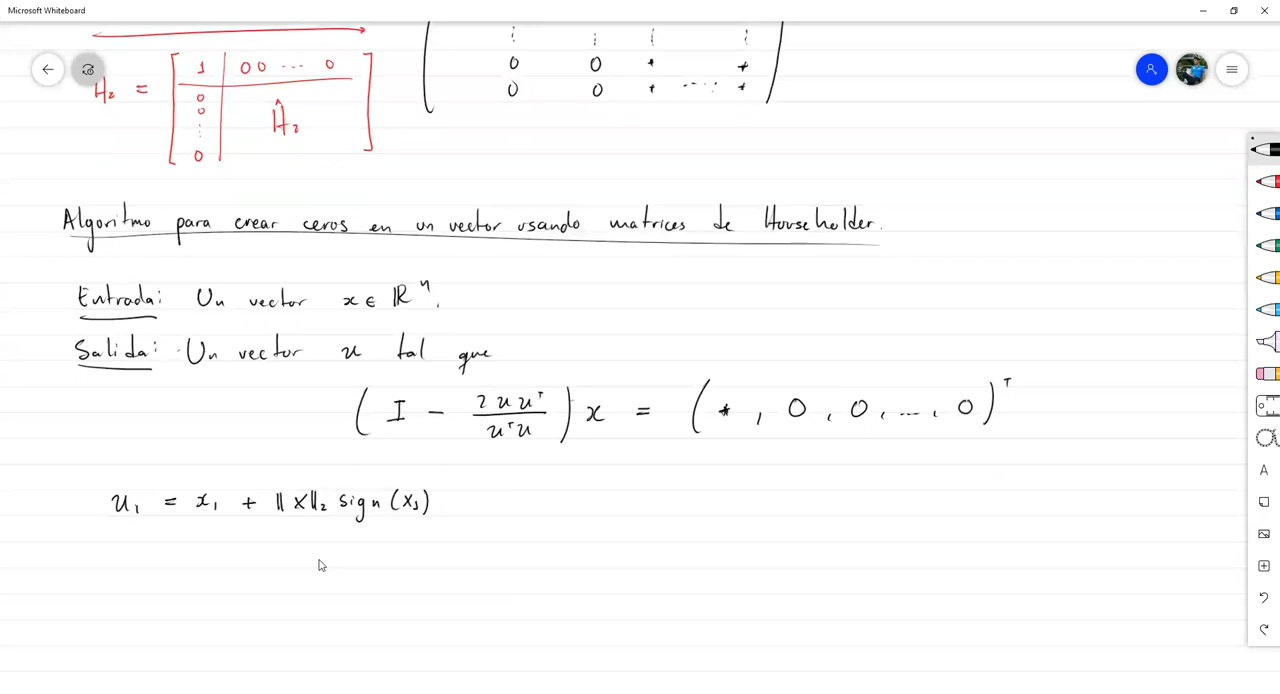 Microsoft Whiteboard
H₂ = [ 1 | 0 0 ... 0
0
0
⋮
0 | Ĥ₂ ]
⋮ ⋮ ⋮ ⋮
0 0 * *
0 0 * ... *
Algoritmo para crear ceros en un vector usando matrices de Householder.
Entrada: Un vector x ∈ ℝⁿ.
Salida: Un vector u tal que
( I - 2uuᵀ / uᵀu ) x = ( *, 0, 0, ..., 0 )ᵀ
u₁ = x₁ + ||x||₂ sign(x₁)
A